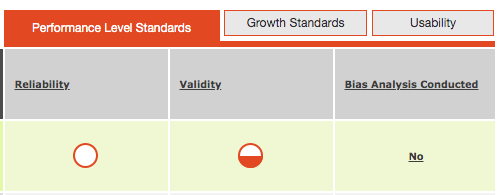 Performance Level Standards
Growth Standards
Usability
Reliability
Validity
Bias Analysis Conducted
No